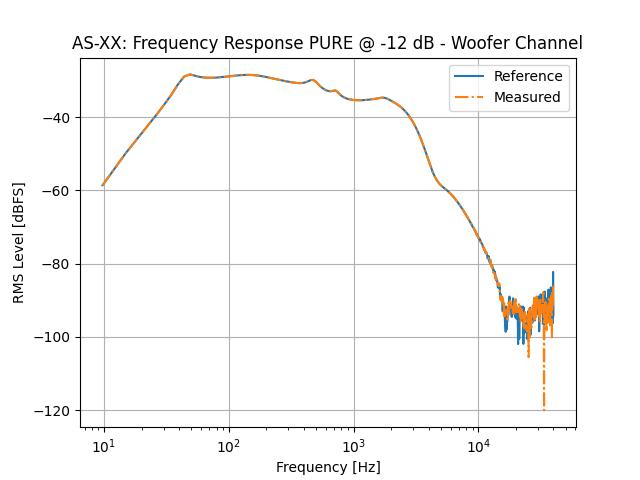 AS-XX: Frequency Response PURE @ -12 dB - Woofer Channel
Reference
Measured
RMS Level [dBFS]
−40
−60
−80
−100
−120
10¹
10²
10³
10⁴
Frequency [Hz]